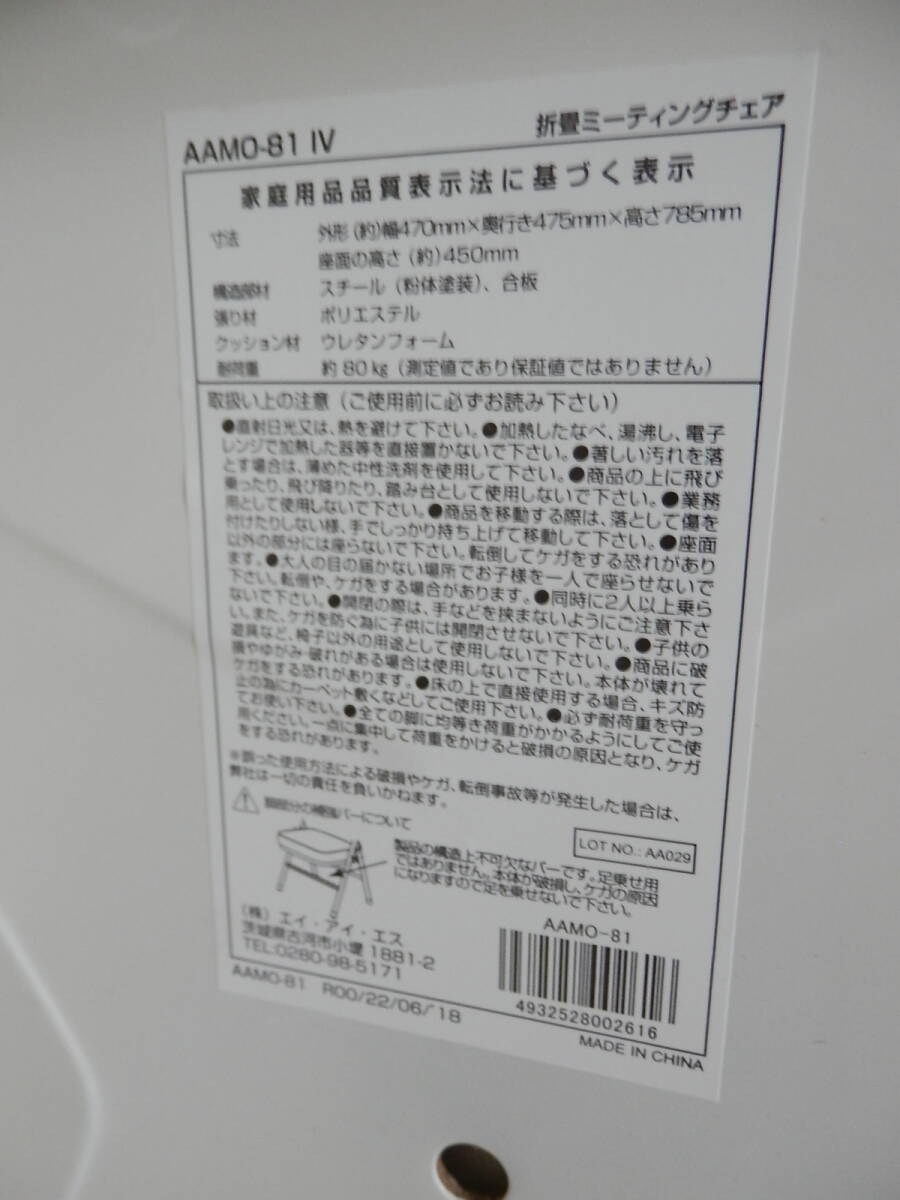 AAMO-81 IV 折畳ミーティングチェア
家庭用品品質表示法に基づく表示
寸法 外形(約)幅470mm×奥行き475mm×高さ785mm
座面の高さ(約)450mm
構造部材 スチール(粉体塗装)、合板
張り材 ポリエステル
クッション材 ウレタンフォーム
耐荷重 約80kg(測定値であり保証値ではありません)
取扱い上の注意(ご使用前に必ずお読み下さい)
●直射日光又は、熱を避けて下さい。●加熱したなべ、湯沸し、電子
レンジで加熱した器等を直接置かないで下さい。●著しい汚れを落
とす場合は、薄めた中性洗剤を使用して下さい。●商品の上に飛び
乗ったり、飛び降りたり、踏み台として使用しないで下さい。●業務
用として使用しないで下さい。●商品を移動する際は、落として傷を
付けたりしない様、手でしっかり持ち上げて移動して下さい。●座面
以外の部分には座らないで下さい。転倒してケガをする恐れがあり
ます。●大人の目の届かない場所でお子様を一人で座らせないで
下さい。転倒や、ケガをする場合があります。●同時に2人以上乗ら
ないで下さい。●開閉の際は、手などを挟まないようにご注意下さ
い。また、ケガを防ぐ為に子供には開閉させないで下さい。●子供の
遊具など、椅子以外の用途として使用しないで下さい。●商品に破
損やゆがみ・破れがある場合は使用しないで下さい。本体が壊れて
ケガをする恐れがあります。●床の上で直接使用する場合、キズ防
止の為にカーペット敷くなどしてご使用下さい。●必ず耐荷重を守っ
てお使い下さい。●全ての脚に均等き荷重がかかるようにしてご使
用ください。一点に集中して荷重をかけると破損の原因となり、ケガ
をする恐れがあります。
※誤った使用方法による破損やケガ、転倒事故等が発生した場合は、
弊社は一切の責任を負いかねます。
脚部分の補強バーについて
LOT NO.: AA029
製品の構造上不可欠なバーです。足乗せ用
ではありません。本体が破損し、ケガの原因
になりますので足を乗せないで下さい。
(株)エイ・アイ・エス
茨城県古河市小堤1881-2
TEL:0280-98-5171
AAMO-81
4932528002616
AAMO-81 R00/22/06/'18
MADE IN CHINA